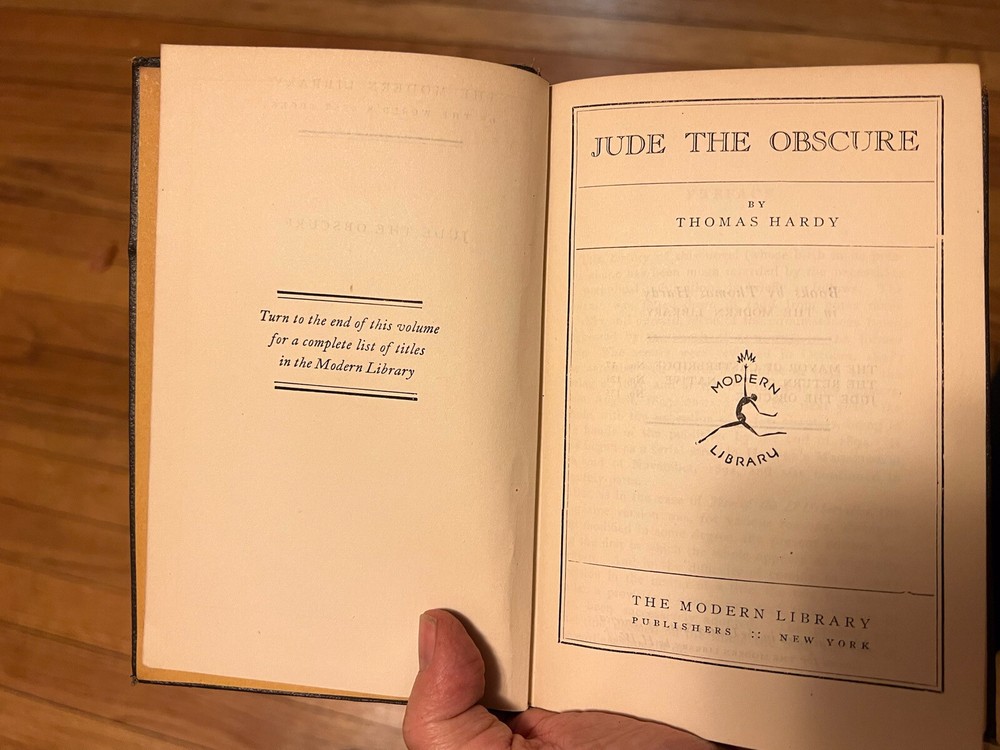 Turn to the end of this volume
for a complete list of titles
in the Modern Library
JUDE THE OBSCURE
BY
THOMAS HARDY
MODERN
LIBRARY
THE MODERN LIBRARY
PUBLISHERS :: NEW YORK